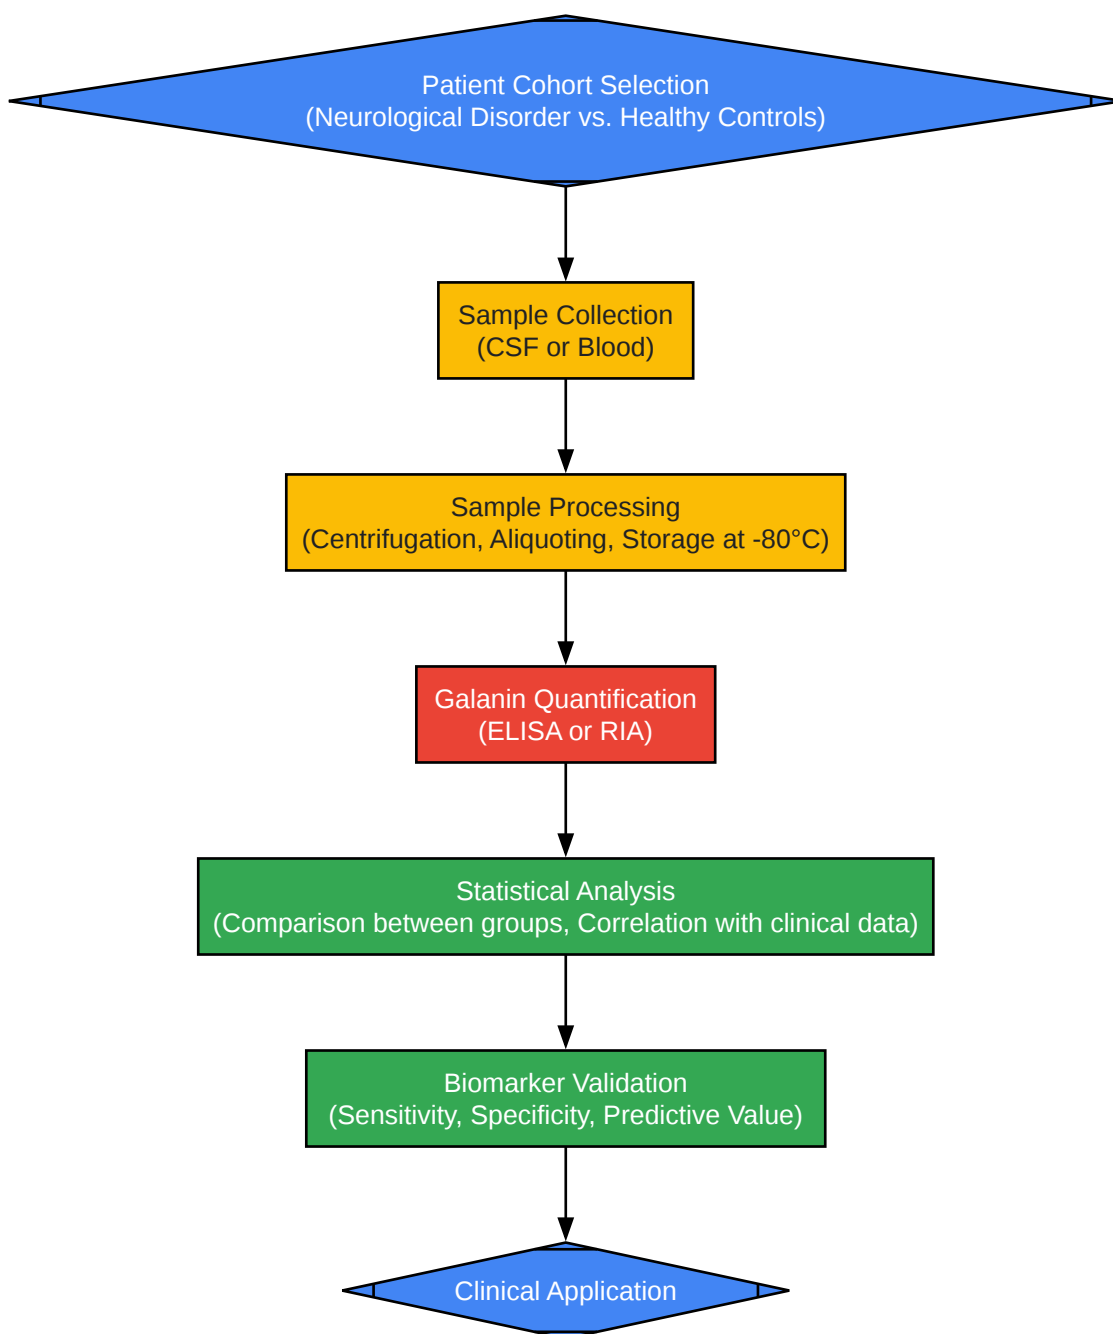 Patient Cohort Selection
(Neurological Disorder vs. Healthy Controls)
Sample Collection
(CSF or Blood)
Sample Processing
(Centrifugation, Aliquoting, Storage at -80°C)
Galanin Quantification
(ELISA or RIA)
Statistical Analysis
(Comparison between groups, Correlation with clinical data)
Biomarker Validation
(Sensitivity, Specificity, Predictive Value)
Clinical Application